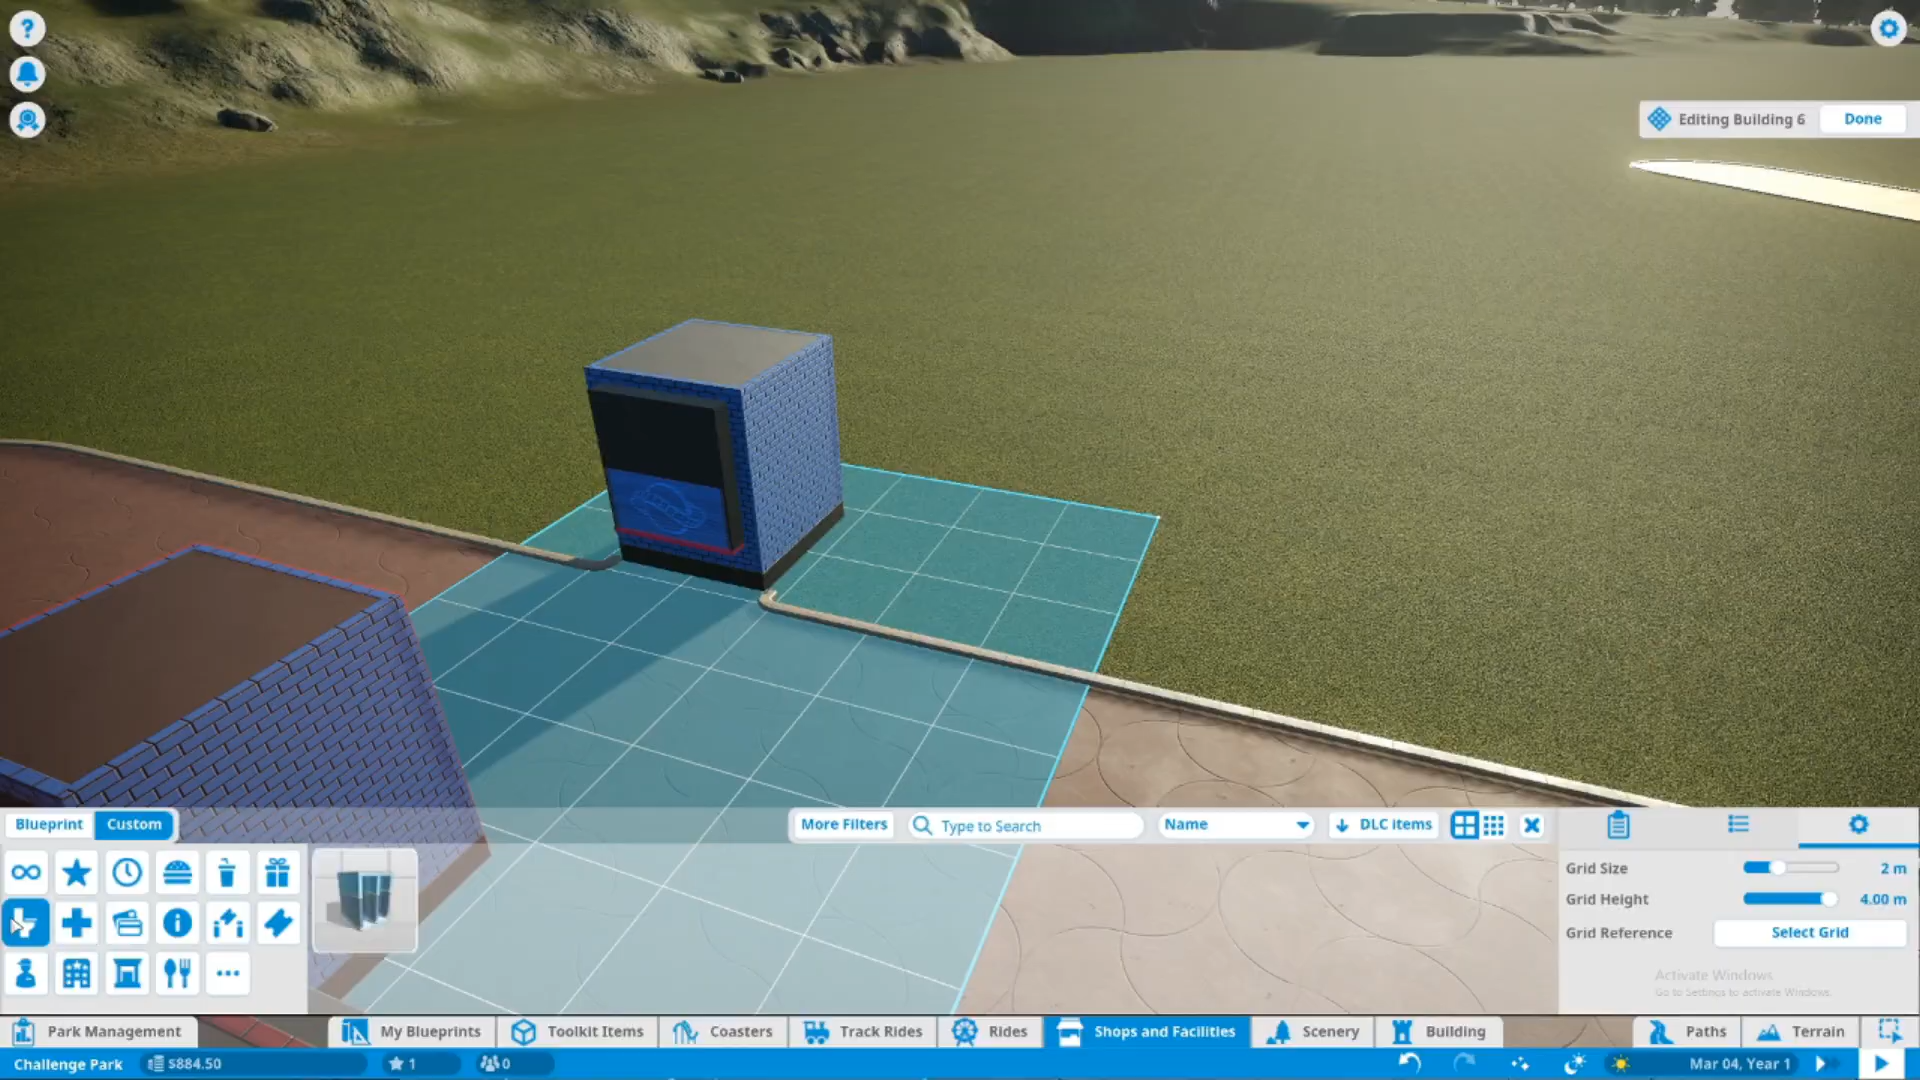 Editing Building 6
Done
Blueprint
Custom
More Filters
Type to Search
Name
DLC items
Grid Size
2 m
Grid Height
4.00 m
Grid Reference
Select Grid
Activate Windows
Go to Settings to activate Windows.
Park Management
My Blueprints
Toolkit Items
Coasters
Track Rides
Rides
Shops and Facilities
Scenery
Building
Paths
Terrain
Challenge Park
$884.50
1
0
Mar 04, Year 1